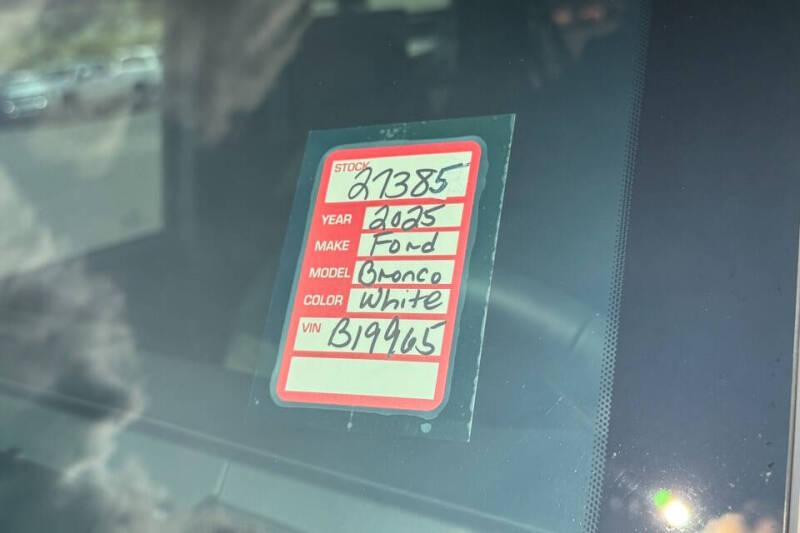 STOCK 27385
YEAR 2025
MAKE Ford
MODEL Bronco
COLOR White
VIN B19965